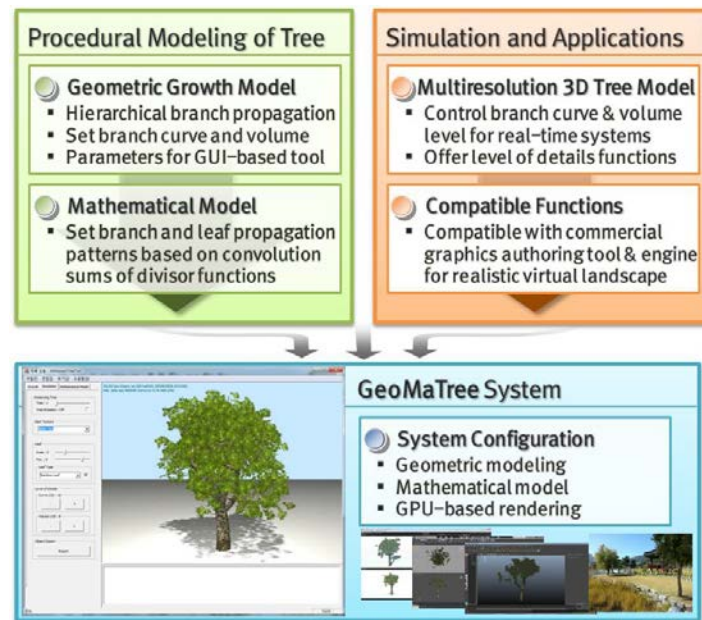 Procedural Modeling of Tree
Geometric Growth Model
▪ Hierarchical branch propagation
▪ Set branch curve and volume
▪ Parameters for GUI-based tool
Mathematical Model
▪ Set branch and leaf propagation
patterns based on convolution
sums of divisor functions
Simulation and Applications
Multiresolution 3D Tree Model
▪ Control branch curve & volume
level for real-time systems
▪ Offer level of details functions
Compatible Functions
▪ Compatible with commercial
graphics authoring tool & engine
for realistic virtual landscape
GeoMaTree System
System Configuration
▪ Geometric modeling
▪ Mathematical model
▪ GPU-based rendering